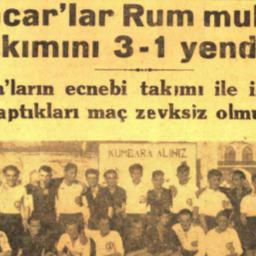 car'lar Rum mu
kımını 3-1 yend
a'ların ecnebi takımı ile i
aptıkları maç zevksiz olmu
KUMBARA ALINIZ